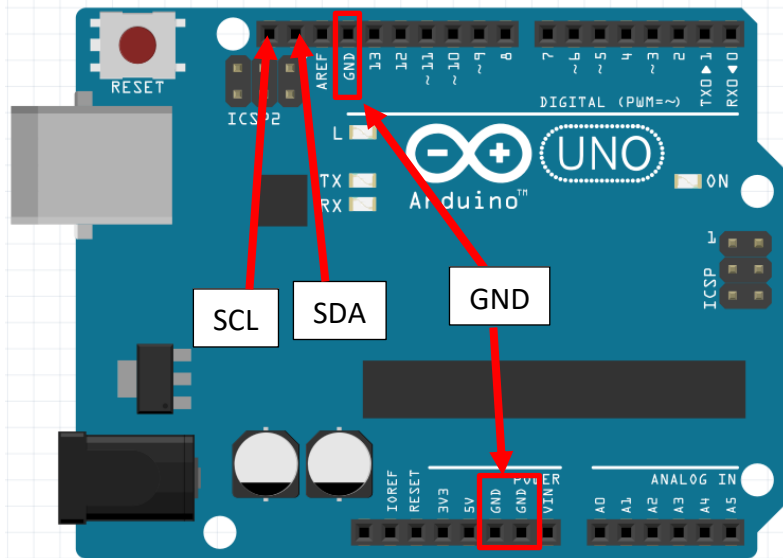 RESET
ICSP2
AREF
GND
13
12
~11
~10
~9
8
7
~6
~5
4
~3
2
TX0▶1
RX0◀0
DIGITAL (PWM=~)
L
TX
RX
UNO
Arduino™
ON
1
ICSP
SCL
SDA
GND
POWER
ANALOG IN
IOREF
RESET
3V3
5V
GND
GND
VIN
A0
A1
A2
A3
A4
A5